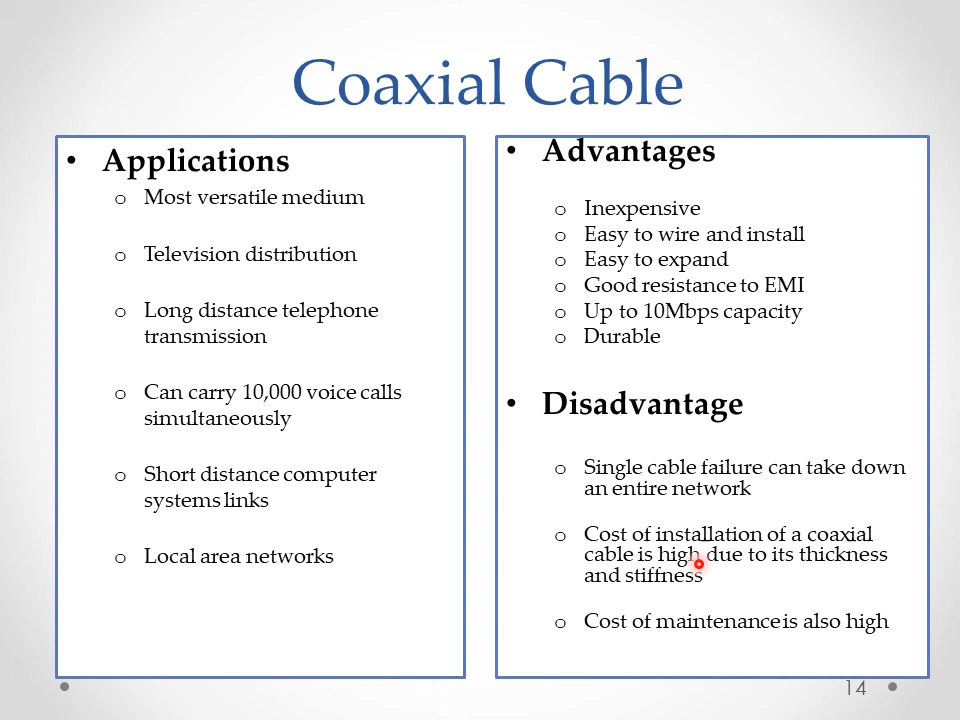 Coaxial Cable
• Applications
o Most versatile medium
o Television distribution
o Long distance telephone
transmission
o Can carry 10,000 voice calls
simultaneously
o Short distance computer
systems links
o Local area networks
• Advantages
o Inexpensive
o Easy to wire and install
o Easy to expand
o Good resistance to EMI
o Up to 10Mbps capacity
o Durable
• Disadvantage
o Single cable failure can take down
an entire network
o Cost of installation of a coaxial
cable is high due to its thickness
and stiffness
o Cost of maintenance is also high
14